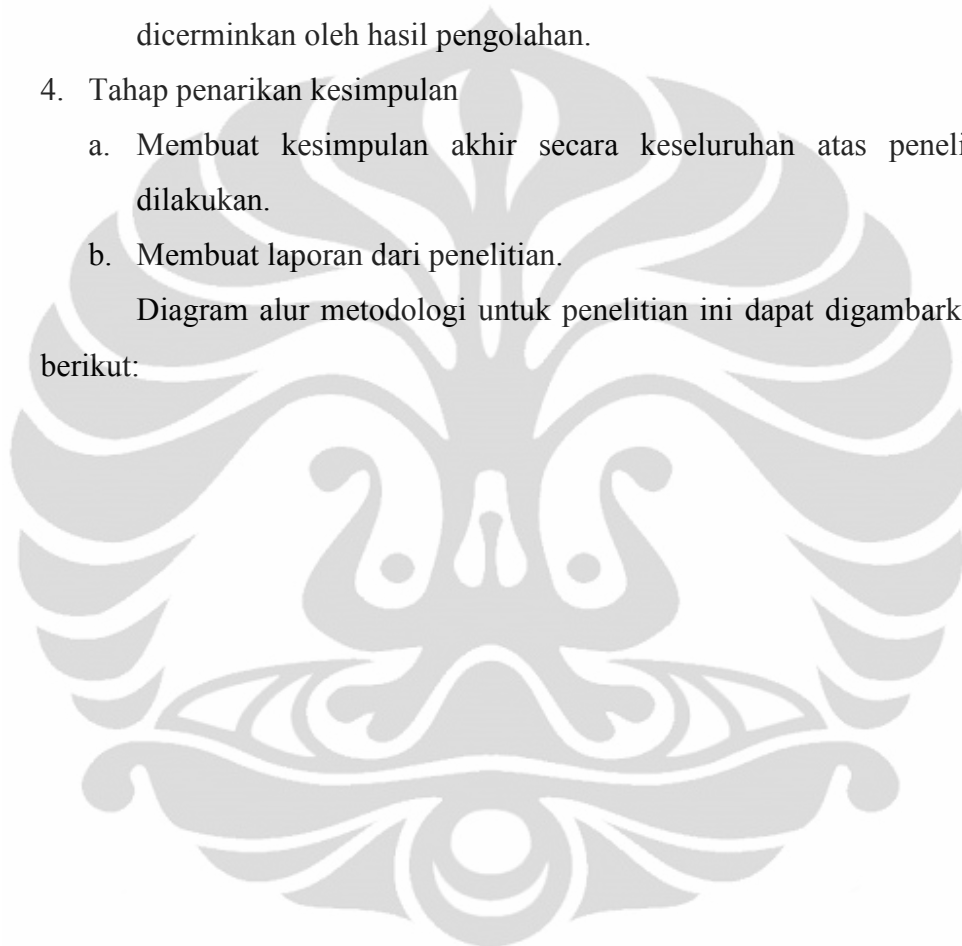 dicerminkan oleh hasil pengolahan.
4. Tahap penarikan kesimpulan
a. Membuat kesimpulan akhir secara keseluruhan atas peneli
dilakukan.
b. Membuat laporan dari penelitian.
Diagram alur metodologi untuk penelitian ini dapat digambark
berikut: